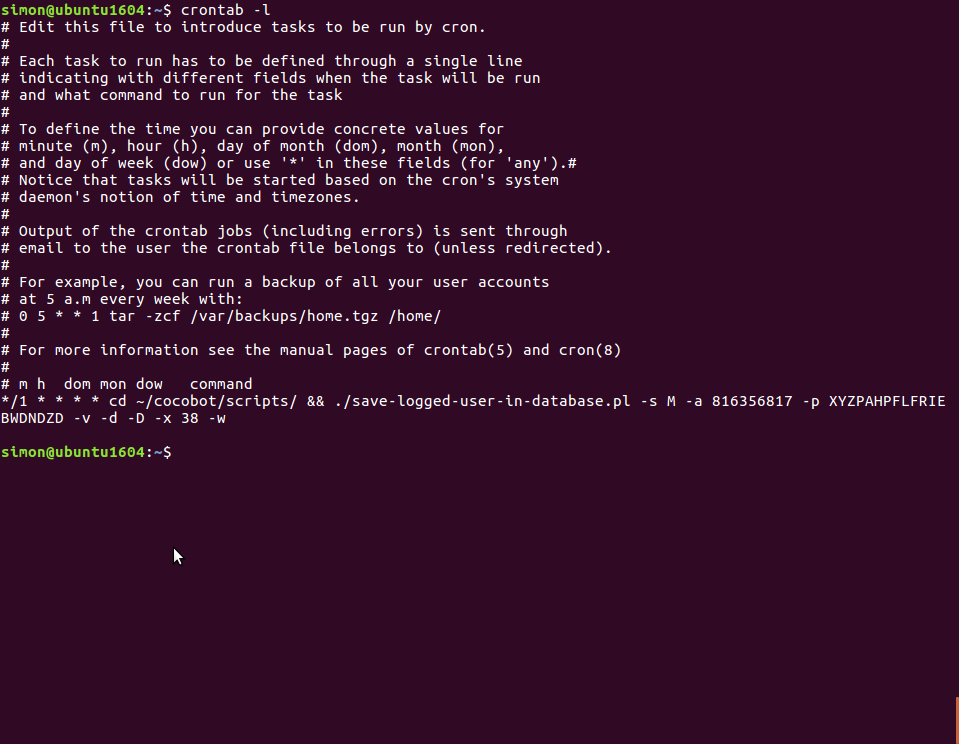 simon@ubuntu1604:~$ crontab -l
# Edit this file to introduce tasks to be run by cron.
#
# Each task to run has to be defined through a single line
# indicating with different fields when the task will be run
# and what command to run for the task
#
# To define the time you can provide concrete values for
# minute (m), hour (h), day of month (dom), month (mon),
# and day of week (dow) or use '*' in these fields (for 'any').#
# Notice that tasks will be started based on the cron's system
# daemon's notion of time and timezones.
#
# Output of the crontab jobs (including errors) is sent through
# email to the user the crontab file belongs to (unless redirected).
#
# For example, you can run a backup of all your user accounts
# at 5 a.m every week with:
# 0 5 * * 1 tar -zcf /var/backups/home.tgz /home/
#
# For more information see the manual pages of crontab(5) and cron(8)
#
# m h  dom mon dow   command
*/1 * * * * cd ~/cocobot/scripts/ && ./save-logged-user-in-database.pl -s M -a 816356817 -p XYZPAHPFLFRIE
BWDNDZD -v -d -D -x 38 -w
simon@ubuntu1604:~$